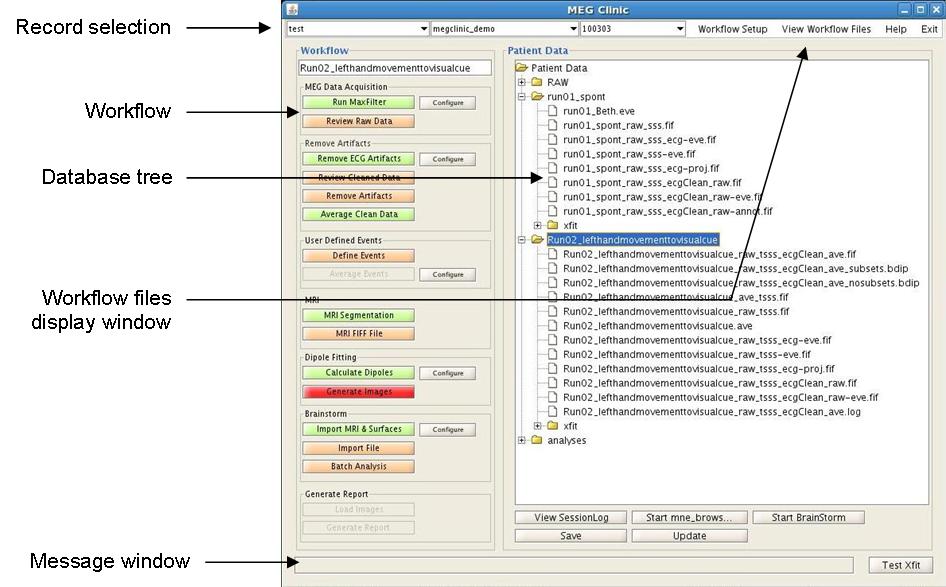 MEG Clinic
Record selection
test
megclinic_demo
100303
Workflow Setup
View Workflow Files
Help
Exit
Workflow
Run02_lefthandmovementtovisualcue
MEG Data Acquisition
Run MaxFilter
Configure
Review Raw Data
Workflow
Remove Artifacts
Remove ECG Artifacts
Configure
Review Cleaned Data
Remove Artifacts
Average Clean Data
Database tree
User Defined Events
Define Events
Average Events
Configure
Workflow files
display window
MRI
MRI Segmentation
MRI FIFF File
Dipole Fitting
Calculate Dipoles
Configure
Generate Images
Brainstorm
Import MRI & Surfaces
Configure
Import File
Batch Analysis
Generate Report
Load Images
Generate Report
Message window
Patient Data
Patient Data
RAW
run01_spont
run01_Beth.eve
run01_spont_raw_sss.fif
run01_spont_raw_sss_ecg-eve.fif
run01_spont_raw_sss-eve.fif
run01_spont_raw_sss_ecg-proj.fif
run01_spont_raw_sss_ecgClean_raw.fif
run01_spont_raw_sss_ecgClean_raw-eve.fif
run01_spont_raw_sss_ecgClean_raw-annot.fif
xfit
Run02_lefthandmovementtovisualcue
Run02_lefthandmovementtovisualcue_raw_tsss_ecgClean_ave.fif
Run02_lefthandmovementtovisualcue_raw_tsss_ecgClean_ave_subsets.bdip
Run02_lefthandmovementtovisualcue_raw_tsss_ecgClean_ave_nosubsets.bdip
Run02_lefthandmovementtovisualcue_ave_tsss.fif
Run02_lefthandmovementtovisualcue_raw_tsss.fif
Run02_lefthandmovementtovisualcue.ave
Run02_lefthandmovementtovisualcue_raw_tsss_ecg-eve.fif
Run02_lefthandmovementtovisualcue_raw_tsss-eve.fif
Run02_lefthandmovementtovisualcue_raw_tsss_ecg-proj.fif
Run02_lefthandmovementtovisualcue_raw_tsss_ecgClean_raw.fif
Run02_lefthandmovementtovisualcue_raw_tsss_ecgClean_raw-eve.fif
Run02_lefthandmovementtovisualcue_raw_tsss_ecgClean_ave.log
xfit
analyses
View SessionLog
Start mne_brows...
Start BrainStorm
Save
Update
Test Xfit